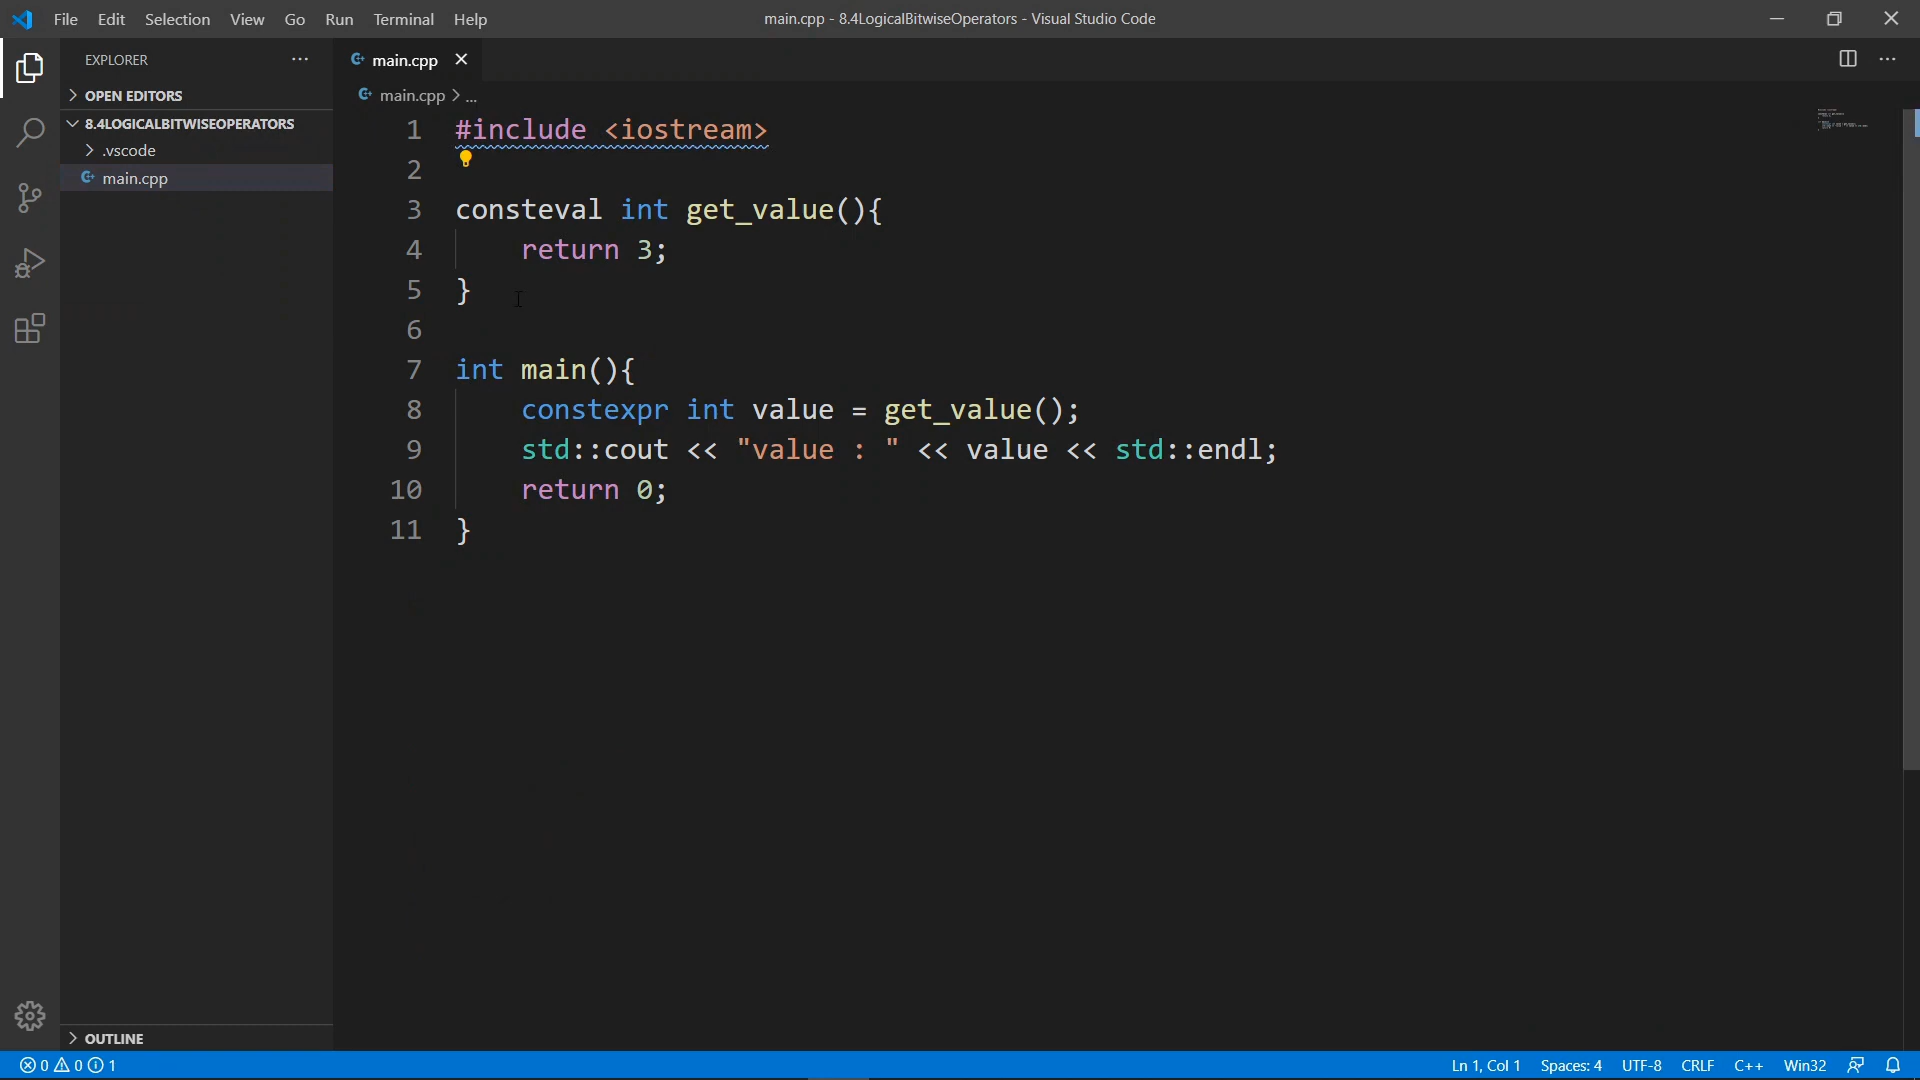 File Edit Selection View Go Run Terminal Help main.cpp - 8.4LogicalBitwiseOperators - Visual Studio Code
EXPLORER ...
main.cpp
OPEN EDITORS
main.cpp > ...
8.4LOGICALBITWISEOPERATORS
.vscode
main.cpp
1 #include <iostream>
2
3 consteval int get_value(){
4 return 3;
5 }
6
7 int main(){
8 constexpr int value = get_value();
9 std::cout << "value : " << value << std::endl;
10 return 0;
11 }
OUTLINE
0 0 1 Ln 1, Col 1 Spaces: 4 UTF-8 CRLF C++ Win32